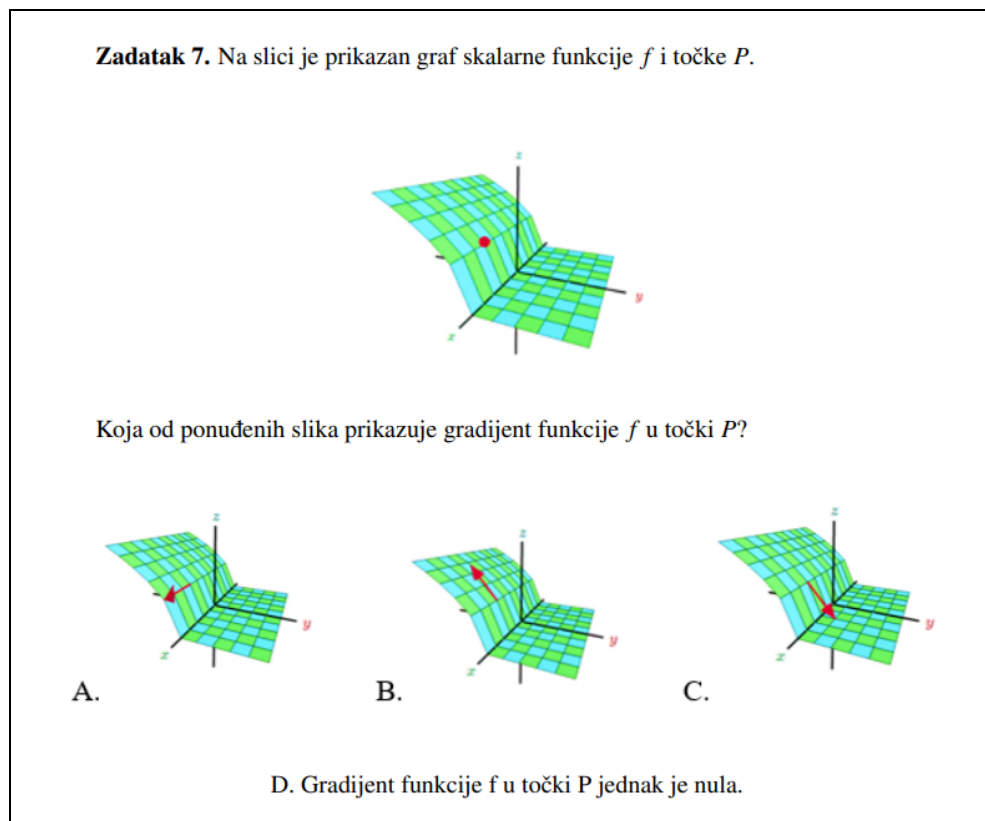 Zadatak 7. Na slici je prikazan graf skalarne funkcije f i točke P.
z
y
x
Koja od ponuđenih slika prikazuje gradijent funkcije f u točki P?
z
z
z
y
y
y
x
x
x
A.
B.
C.
D. Gradijent funkcije f u točki P jednak je nula.